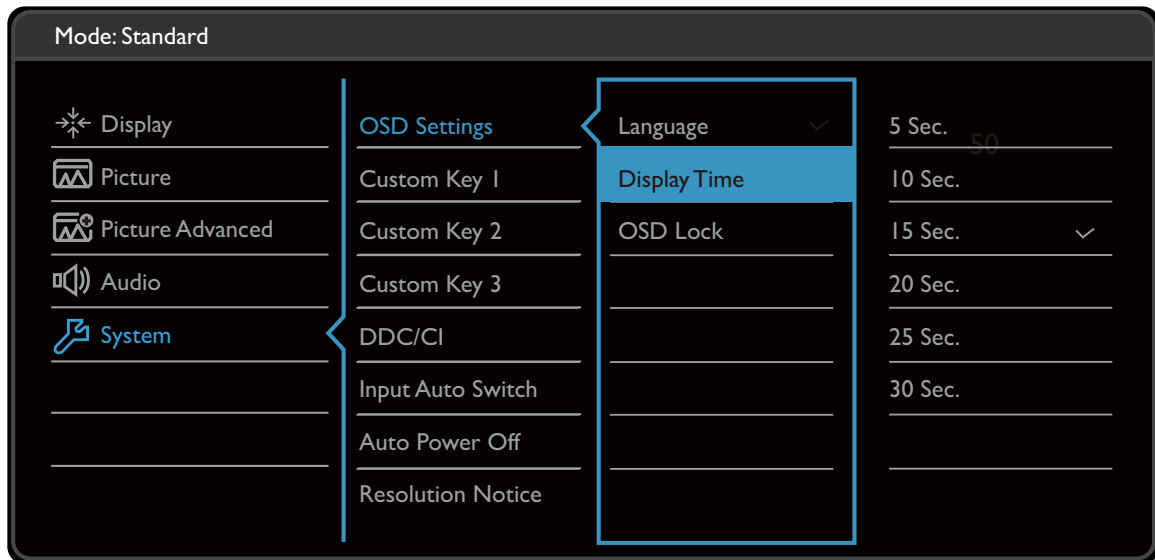 Mode: Standard
Display
Picture
Picture Advanced
Audio
System
OSD Settings
Custom Key 1
Custom Key 2
Custom Key 3
DDC/CI
Input Auto Switch
Auto Power Off
Resolution Notice
Language
Display Time
OSD Lock
5 Sec.
50
10 Sec.
15 Sec.
20 Sec.
25 Sec.
30 Sec.